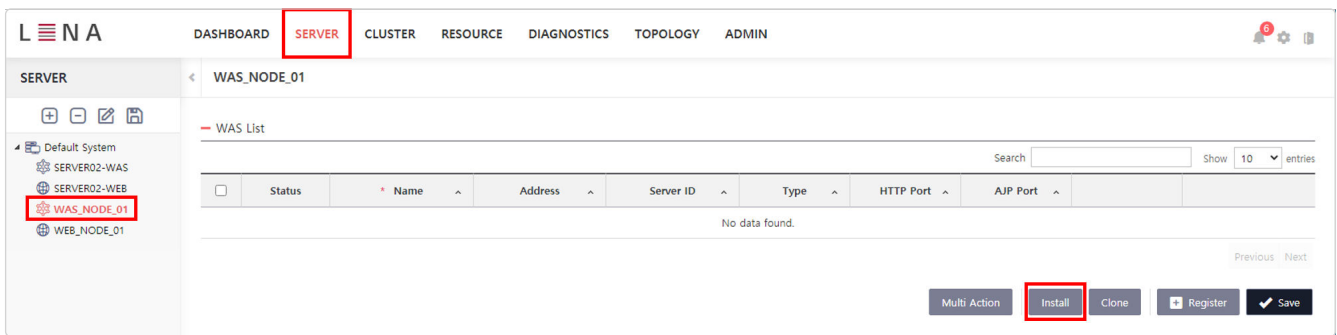 LENA
DASHBOARD SERVER CLUSTER RESOURCE DIAGNOSTICS TOPOLOGY ADMIN
6
SERVER
WAS_NODE_01
Default System
SERVER02-WAS
SERVER02-WEB
WAS_NODE_01
WEB_NODE_01
WAS List
Search Show 10 entries
Status * Name Address Server ID Type HTTP Port AJP Port
No data found.
Previous Next
Multi Action Install Clone Register Save